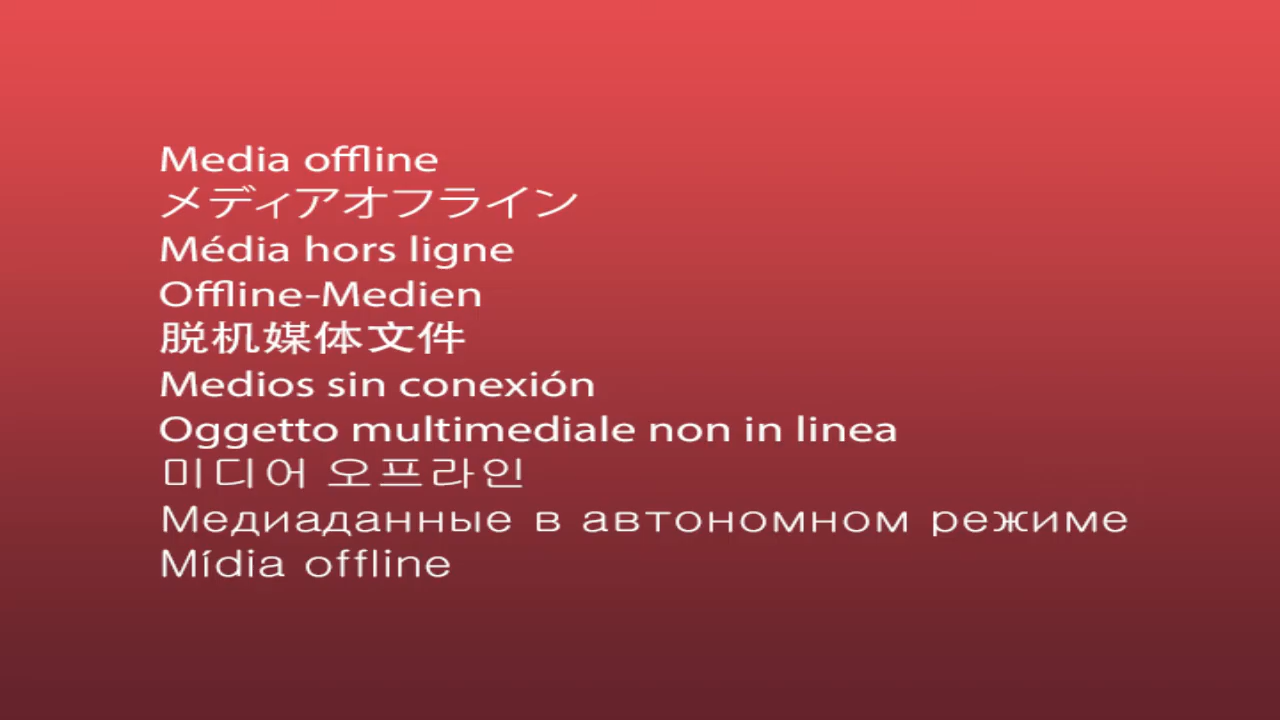 Media offline
メディアオフライン
Média hors ligne
Offline-Medien
脱机媒体文件
Medios sin conexión
Oggetto multimediale non in linea
미디어 오프라인
Медиаданные в автономном режиме
Mídia offline